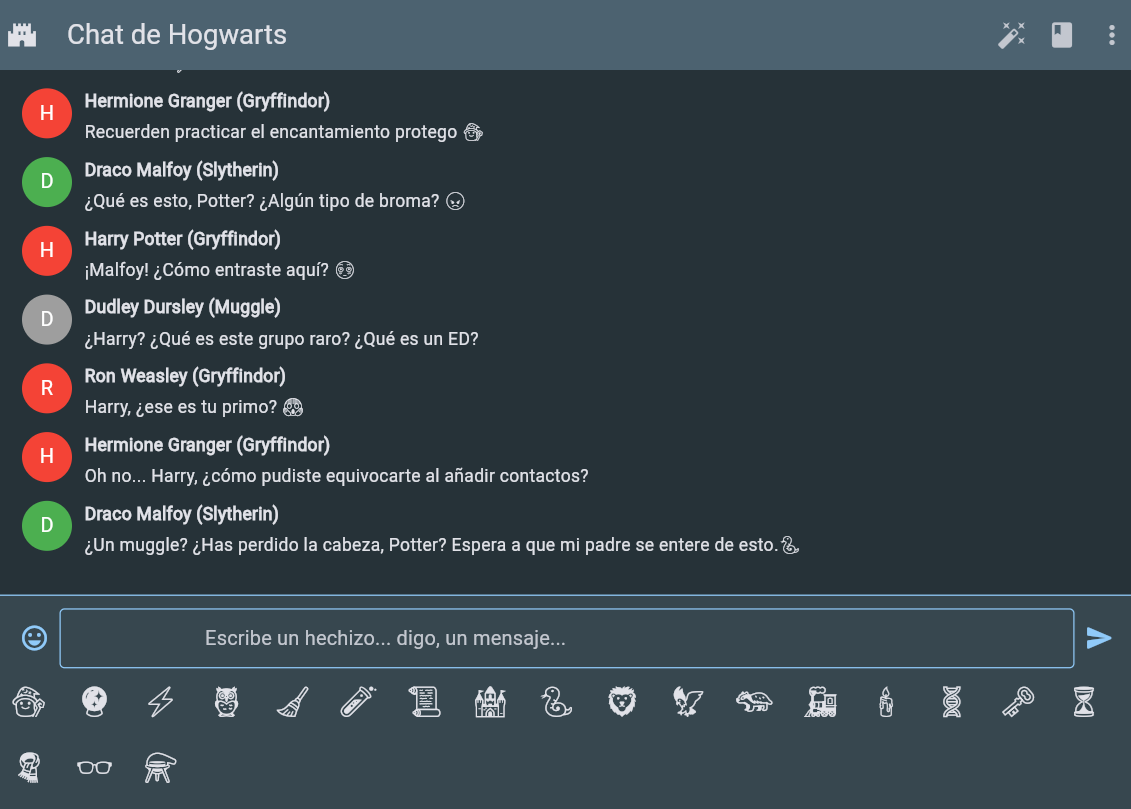 Chat de Hogwarts
H
Hermione Granger (Gryffindor)
Recuerden practicar el encantamiento protego
D
Draco Malfoy (Slytherin)
¿Qué es esto, Potter? ¿Algún tipo de broma?
H
Harry Potter (Gryffindor)
¡Malfoy! ¿Cómo entraste aquí?
D
Dudley Dursley (Muggle)
¿Harry? ¿Qué es este grupo raro? ¿Qué es un ED?
R
Ron Weasley (Gryffindor)
Harry, ¿ese es tu primo?
H
Hermione Granger (Gryffindor)
Oh no... Harry, ¿cómo pudiste equivocarte al añadir contactos?
D
Draco Malfoy (Slytherin)
¿Un muggle? ¿Has perdido la cabeza, Potter? Espera a que mi padre se entere de esto.
Escribe un hechizo... digo, un mensaje...